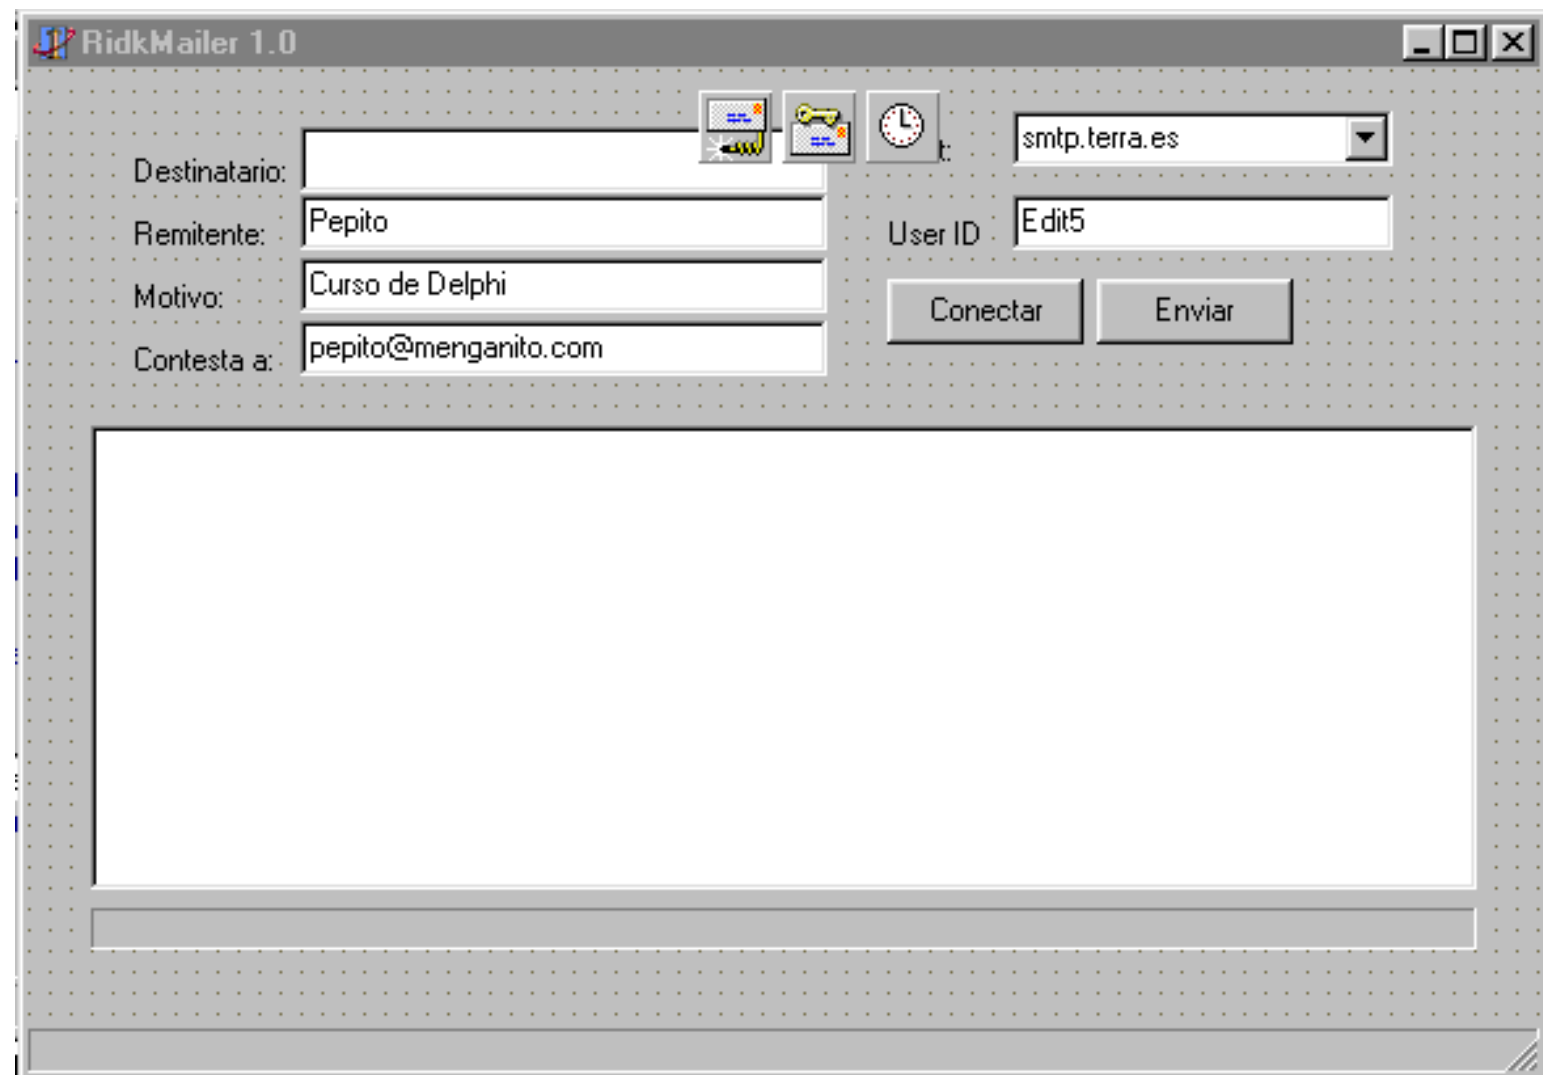 RidkMailer 1.0
Destinatario:
t:
smtp.terra.es
Remitente:
Pepito
User ID
Edit5
Motivo:
Curso de Delphi
Conectar
Enviar
Contesta a:
pepito@menganito.com